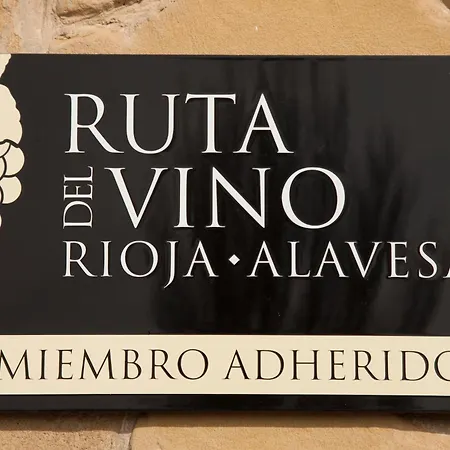 RUTA
DEL VINO
RIOJA · ALAVESA
MIEMBRO ADHERIDO